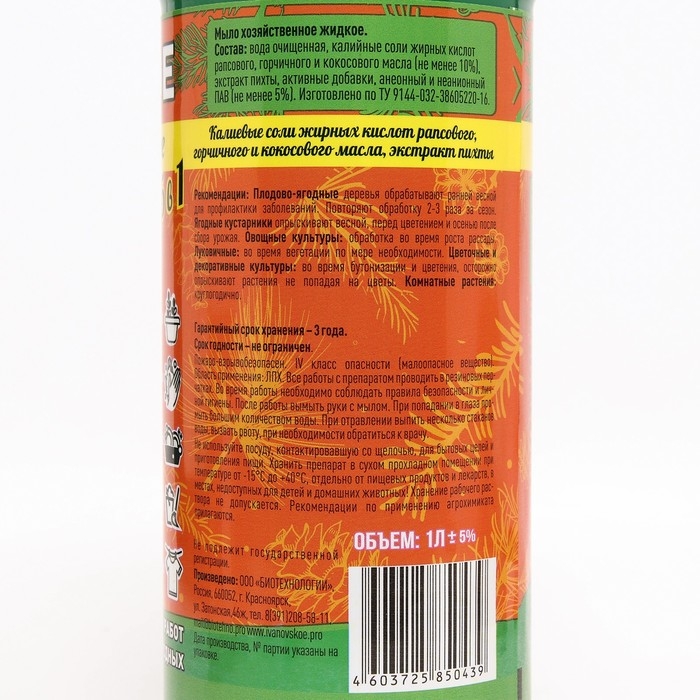 Мыло хозяйственное жидкое.
Состав: вода очищенная, калийные соли жирных кислот
рапсового, горчичного и кокосового масла (не менее 10%),
экстракт пихты, активные добавки, анеонный и неанионный
ПАВ (не менее 5%). Изготовлено по ТУ 9144-032-38605220-16.
Е
Калиевые соли жирных кислот рапсового,
горчичного и кокосового масла, экстракт пихты
6 1
Рекомендации: Плодово-ягодные деревья обрабатывают ранней весной
для профилактики заболеваний. Повторяют обработку 2-3 раза за сезон.
Ягодные кустарники опрыскивают весной, перед цветением и осенью после
сбора урожая. Овощные культуры: обработка во время роста рассады.
Луковичные: во время вегетации по мере необходимости. Цветочные и
декоративные культуры: во время бутонизации и цветения, осторожно
опрыскивают растения не попадая на цветы. Комнатные растения:
круглогодично.
Гарантийный срок хранения – 3 года.
Срок годности – не ограничен.
Пожаро-взрывобезопасен. IV класс опасности (малоопасное вещество).
Область применения: ЛПХ. Все работы с препаратом проводить в резиновых пер-
чатках. Во время работы необходимо соблюдать правила безопасности и лич-
ной гигиены. После работы вымыть руки с мылом. При попадании в глаза про-
мыть большим количеством воды. При отравлении выпить несколько стаканов
воды, вызвать рвоту, при необходимости обратиться к врачу.
Не используйте посуду, контактировавшую со щелочью, для бытовых целей и
приготовления пищи. Хранить препарат в сухом прохладном помещении при
температуре от -15°С до +40°С, отдельно от пищевых продуктов и лекарств, в
местах, недоступных для детей и домашних животных! Хранение рабочего рас-
твора не допускается. Рекомендации по применению агрохимиката
прилагаются.
ОБЪЕМ: 1Л ± 5%
Не подлежит государственной
регистрации.
Произведено: ООО «БИОТЕХНОЛОГИИ»,
Россия, 660052, г. Красноярск,
ул. Затонская, 46ж, тел. 8(391)208-58-11
mail@biotehno.pro www.ivanovskoe.pro
Дата производства, № партии указаны на
упаковке.
4 603725 850439